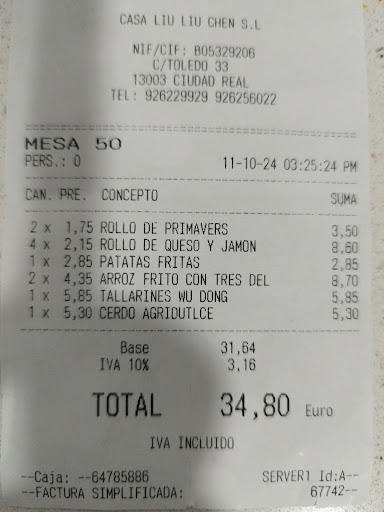 CASA LIU LIU CHEN S.L
NIF/CIF: B05329206
C/TOLEDO 33
13003 CIUDAD REAL
TEL: 926229929 926256022
MESA 50
PERS.: 0 11-10-24 03:25:24 PM
CAN. PRE. CONCEPTO SUMA
2 x 1,75 ROLLO DE PRIMAVERS 3,50
4 x 2,15 ROLLO DE QUESO Y JAMON 8,60
1 x 2,85 PATATAS FRITAS 2,85
2 x 4,35 ARROZ FRITO CON TRES DEL 8,70
1 x 5,85 TALLARINES WU DONG 5,85
1 x 5,30 CERDO AGRIDUTLCE 5,30
Base 31,64
IVA 10% 3,16
TOTAL 34,80 Euro
IVA INCLUIDO
--Caja: --64785886 SERVER1 Id:A--
--FACTURA SIMPLIFICADA: 67742--